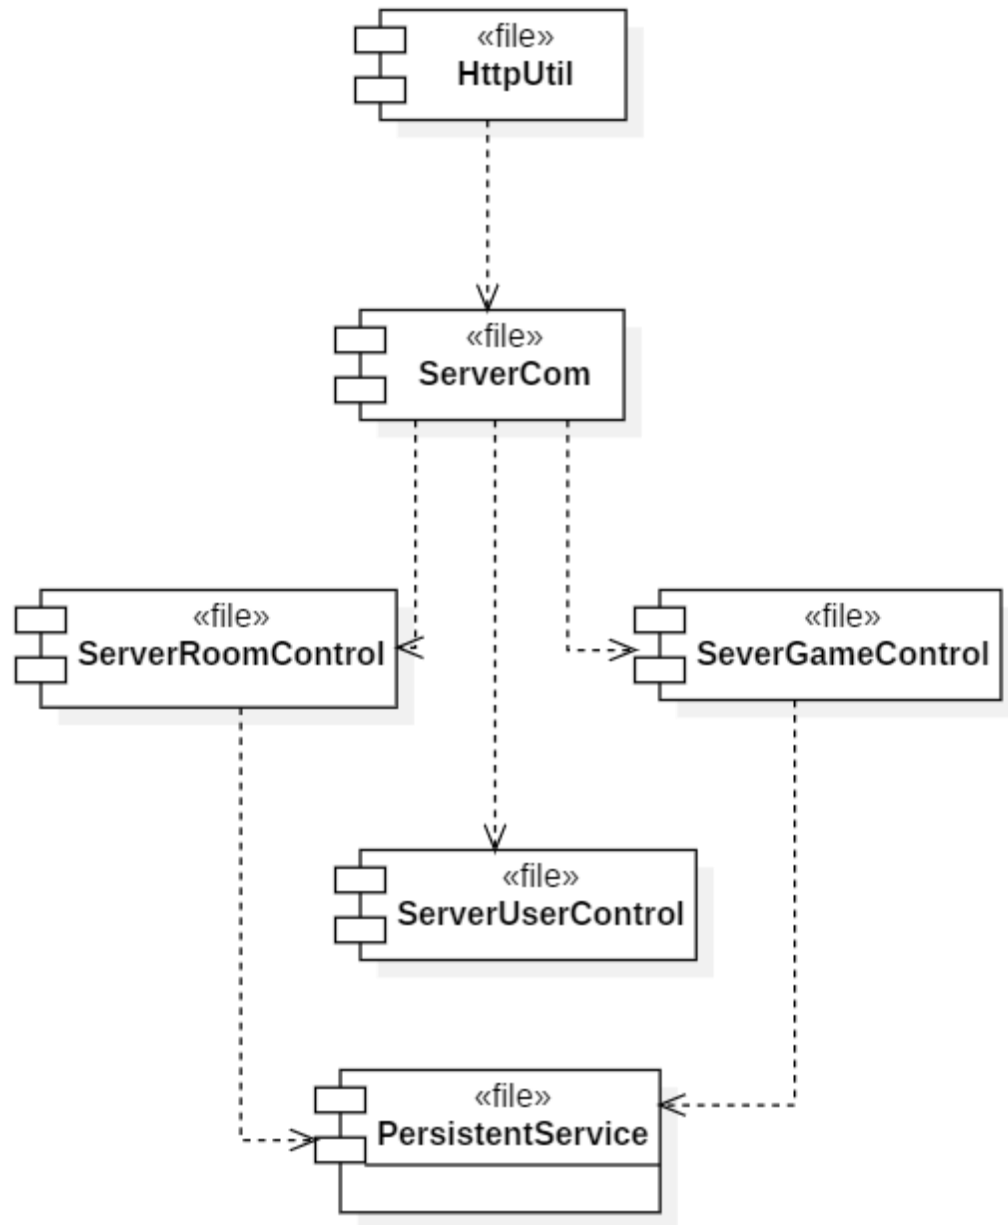 «file»
HttpUtil
«file»
ServerCom
«file»
ServerRoomControl
«file»
SeverGameControl
«file»
ServerUserControl
«file»
PersistentService